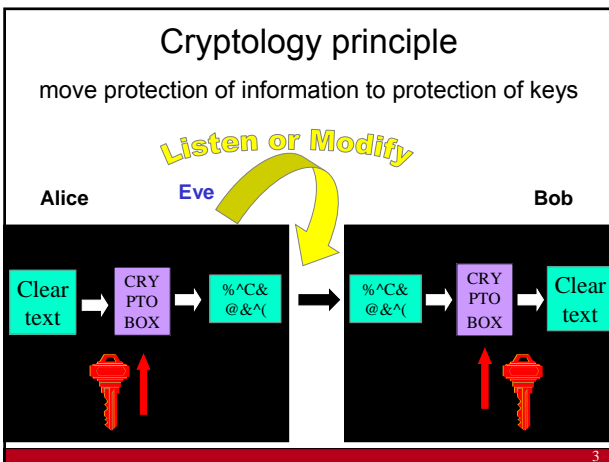 Cryptology principle
move protection of information to protection of keys
Listen or Modify
Alice
Eve
Bob
Clear
text
CRY
PTO
BOX
%^C&
@&^(
%^C&
@&^(
CRY
PTO
BOX
Clear
text
3